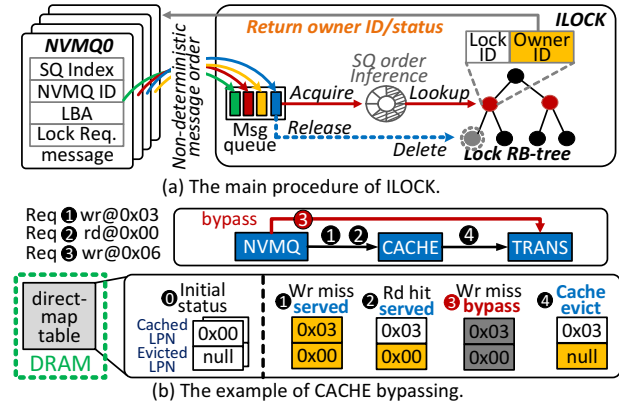 NVMQ0
SQ Index
NVMQ ID
LBA
Lock Req.
message
Non-deterministic
message order
Return owner ID/status
ILOCK
Lock
ID
Owner
ID
SQ order
Inference
Acquire
Lookup
Msg
queue
Release
Delete
Lock RB-tree
(a) The main procedure of ILOCK.
Req ❶ wr@0x03
Req ❷ rd@0x00
Req ❸ wr@0x06
bypass
❸
NVMQ
❶ ❷
CACHE
❹
TRANS
direct-
map
table
DRAM
⓿ Initial
status
Cached
LPN
0x00
Evicted
LPN
null
❶ Wr miss
served
0x03
0x00
❷ Rd hit
served
0x03
0x00
❸ Wr miss
bypass
0x03
0x00
❹ Cache
evict
0x03
null
(b) The example of CACHE bypassing.